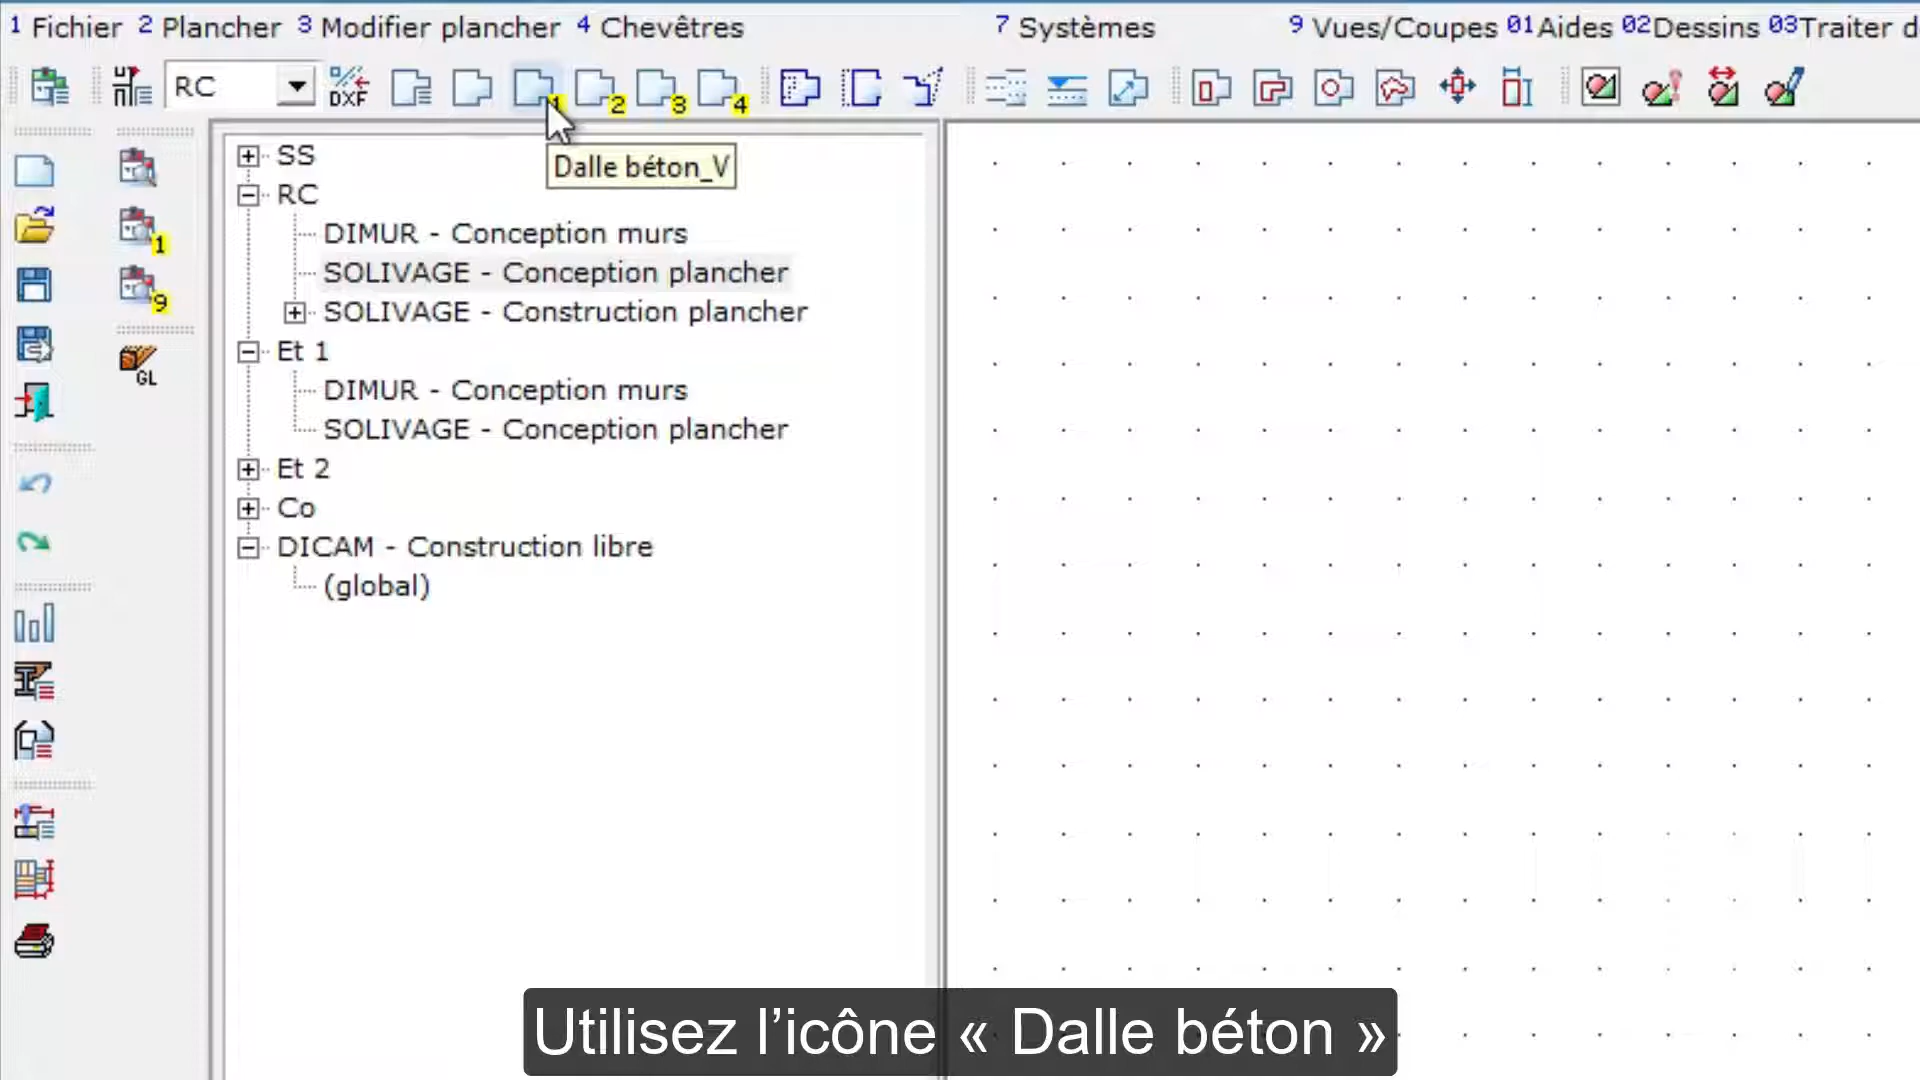 1 Fichier 2 Plancher 3 Modifier plancher 4 Chevêtres 7 Systèmes 9 Vues/Coupes 01 Aides 02 Dessins 03 Traiter d
RC DXF 1 2 3 4
Dalle béton_V
SS
RC
DIMUR - Conception murs
SOLIVAGE - Conception plancher
SOLIVAGE - Construction plancher
Et 1
DIMUR - Conception murs
SOLIVAGE - Conception plancher
Et 2
Co
DICAM - Construction libre
(global)
1
9
GL
Utilisez l’icône « Dalle béton »